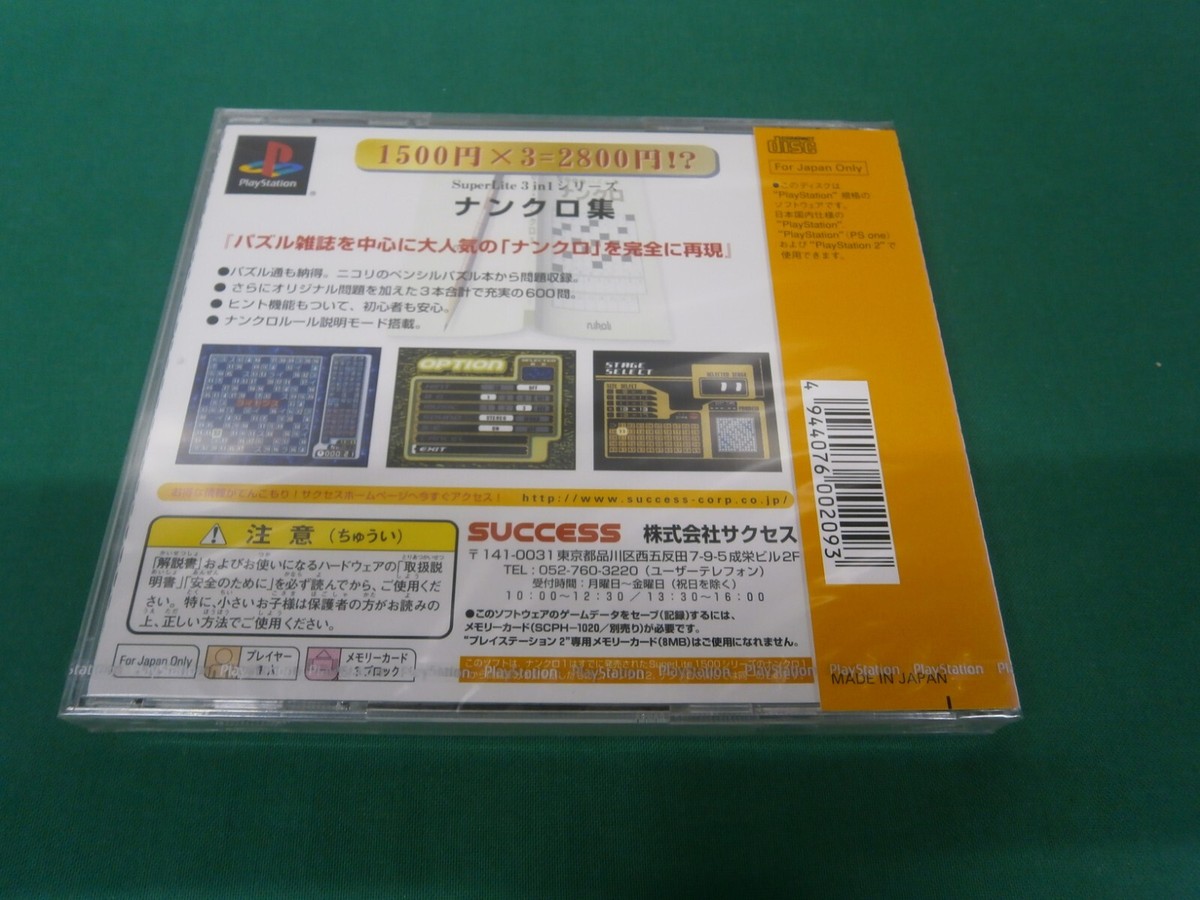 PlayStation
1500円×3=2800円!?
SuperLite 3in1シリーズ
ナンクロ集
『パズル雑誌を中心に大人気の「ナンクロ」を完全に再現』
●パズル通も納得。ニコリのペンシルパズル本から問題収録。
●さらにオリジナル問題を加えた3本合計で充実の600問。
●ヒント機能もついて、初心者も安心。
●ナンクロルール説明モード搭載。
ナンクロ
nikoli
OPTION
EXIT
STAGE
SELECT
11
http://www.success-corp.co.jp/
注意(ちゅうい)
「解説書」およびお使いになるハードウェアの「取扱説
明書」「安全のために」を必ず読んでから、ご使用くだ
さい。特に、小さいお子様は保護者の方がお読みの
上、正しい方法でご使用ください。
For Japan Only
プレイヤー
1人
メモリーカード
SUCCESS 株式会社サクセス
〒141-0031 東京都品川区西五反田7-9-5成栄ビル2F
TEL:052-760-3220(ユーザーテレフォン)
受付時間:月曜日~金曜日(祝日を除く)
10:00~12:30/13:30~16:00
●このソフトウェアのゲームデータをセーブ(記録)するには、
メモリーカード(SCPH-1020/別売り)が必要です。
"プレイステーション 2"専用メモリーカード(8MB)はご使用になれません。
COMPACT
DISC
For Japan Only
●このディスクは、
"PlayStation" 規格の
ソフトウェアです。
日本国内仕様の
"PlayStation"
"PlayStation"(PS one)
および "PlayStation 2"で
使用できます。
4 944076 002093
PlayStation PlayStation
MADE IN JAPAN